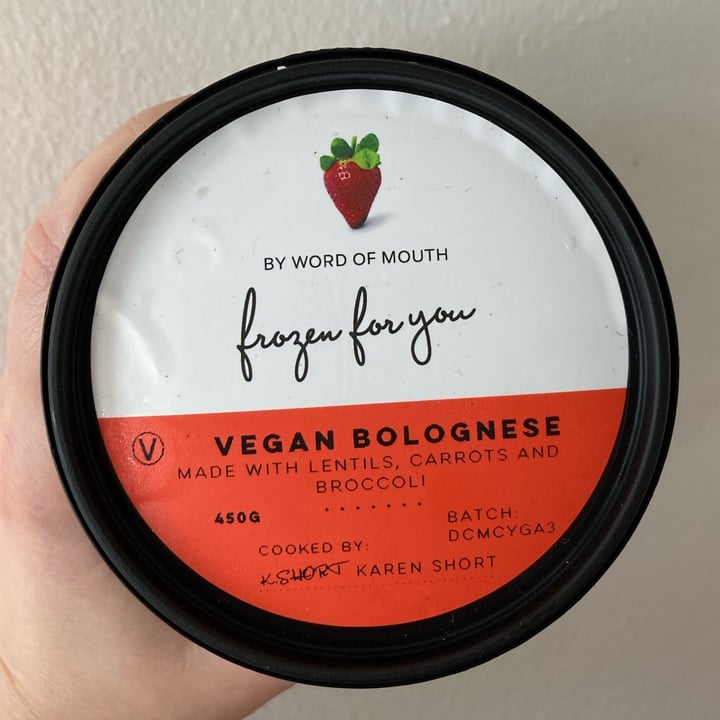 BY WORD OF MOUTH
frozen for you
V
VEGAN BOLOGNESE
MADE WITH LENTILS, CARROTS AND
BROCCOLI
450G
BATCH:
DCMCYGA3
COOKED BY:
K.SHORT KAREN SHORT